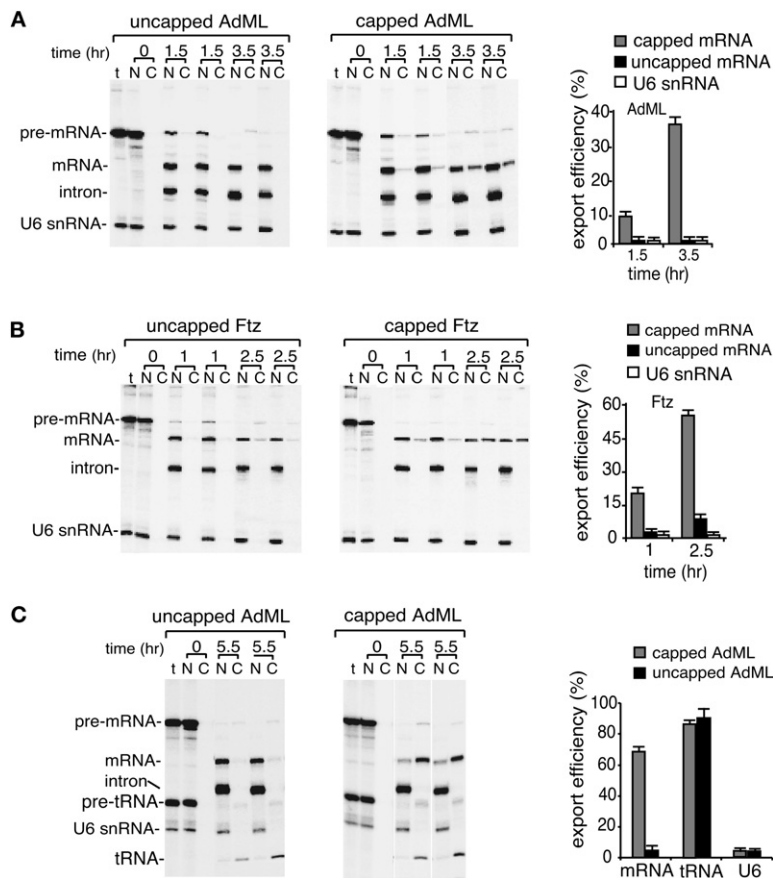 A
uncapped AdML
time (hr) 0 1.5 1.5 3.5 3.5
t N C N C N C N C N C
pre-mRNA-
mRNA-
intron-
U6 snRNA-
capped AdML
0 1.5 1.5 3.5 3.5
t N C N C N C N C N C
capped mRNA
uncapped mRNA
U6 snRNA
AdML
export efficiency (%)
40
30
20
10
0
1.5 3.5
time (hr)
B
uncapped Ftz
time (hr) 0 1 1 2.5 2.5
t N C N C N C N C N C
pre-mRNA-
mRNA-
intron-
U6 snRNA-
capped Ftz
0 1 1 2.5 2.5
t N C N C N C N C N C
capped mRNA
uncapped mRNA
U6 snRNA
Ftz
export efficiency (%)
60
45
30
15
0
1 2.5
time (hr)
C
uncapped AdML
time (hr) 0 5.5 5.5
t N C N C N C
pre-mRNA-
mRNA-
intron
pre-tRNA-
U6 snRNA-
tRNA-
capped AdML
0 5.5 5.5
t N C N C N C
capped AdML
uncapped AdML
export efficiency (%)
100
80
60
40
20
0
mRNA tRNA U6